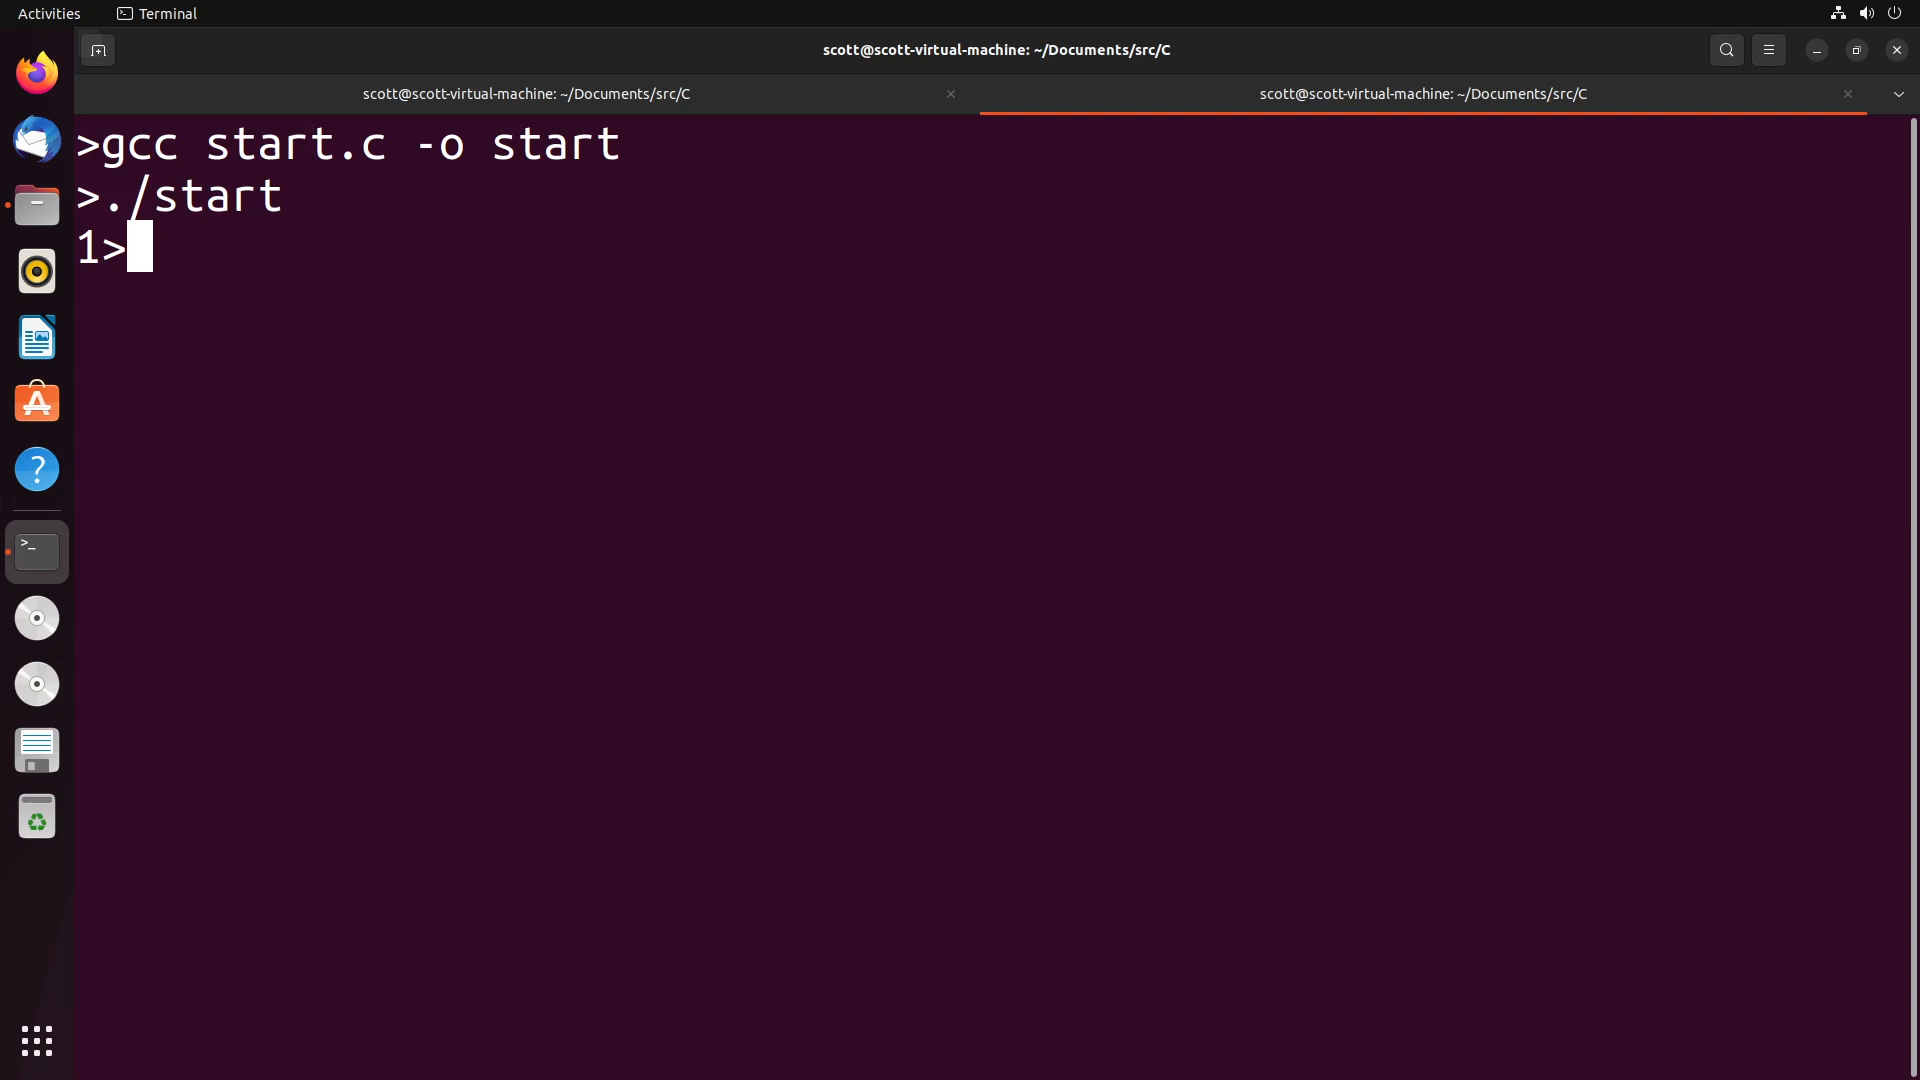 Activities
Terminal
scott@scott-virtual-machine: ~/Documents/src/C
scott@scott-virtual-machine: ~/Documents/src/C
scott@scott-virtual-machine: ~/Documents/src/C
>gcc start.c -o start
>./start
1>